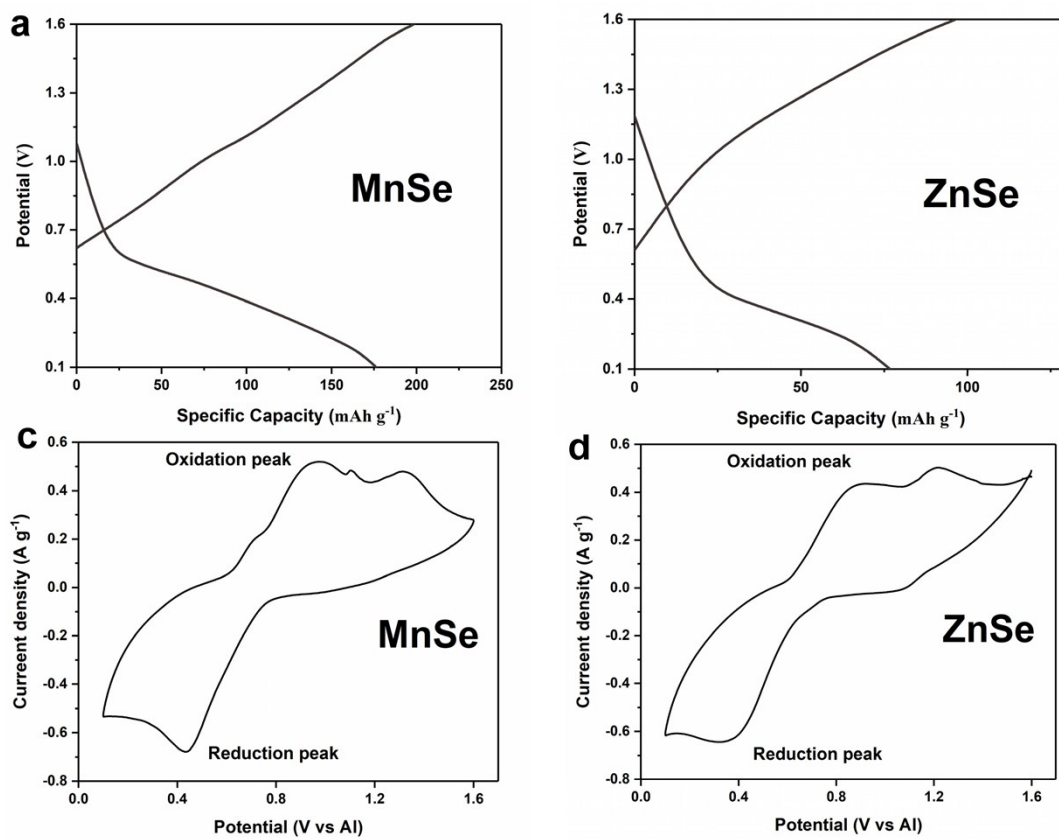 a
1.6
1.3
1.0
0.7
0.4
0.1
Potential (V)
MnSe
0 50 100 150 200 250
Specific Capacity (mAh g-1)
1.6
1.3
1.0
0.7
0.4
0.1
Potential (V)
ZnSe
0 50 100
Specific Capacity (mAh g-1)
c
0.6
0.4
0.2
0.0
-0.2
-0.4
-0.6
-0.8
Curreent density (A g-1)
Oxidation peak
MnSe
Reduction peak
0.0 0.4 0.8 1.2 1.6
Potential (V vs Al)
d
0.6
0.4
0.2
0.0
-0.2
-0.4
-0.6
-0.8
Curreent density (A g-1)
Oxidation peak
ZnSe
Reduction peak
0.0 0.4 0.8 1.2 1.6
Potential (V vs Al)